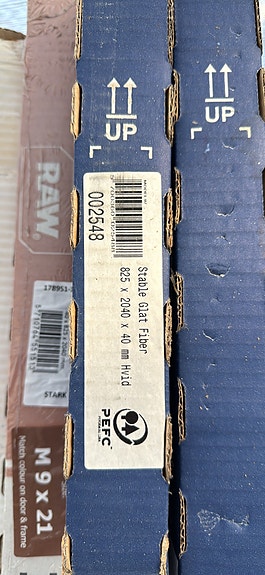 UP
UP
002548
Stable Glat Fiber
825 x 2040 x 40 mm Hvid
PEFC
RAW
STARK
M 9 x 21
Match colour on door & frame